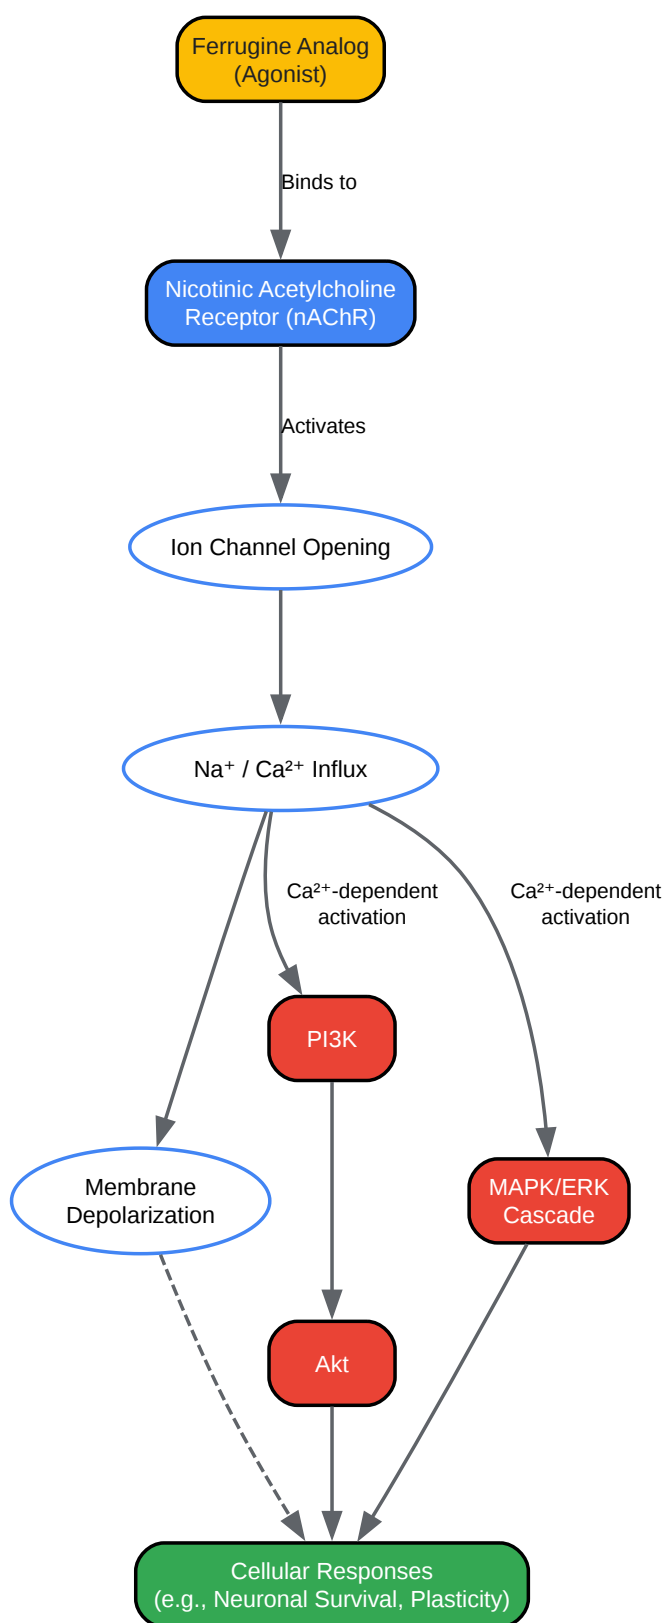 Ferrugine Analog
(Agonist)
Binds to
Nicotinic Acetylcholine
Receptor (nAChR)
Activates
Ion Channel Opening
Na⁺ / Ca²⁺ Influx
Ca²⁺-dependent
activation
Ca²⁺-dependent
activation
PI3K
Membrane
Depolarization
MAPK/ERK
Cascade
Akt
Cellular Responses
(e.g., Neuronal Survival, Plasticity)